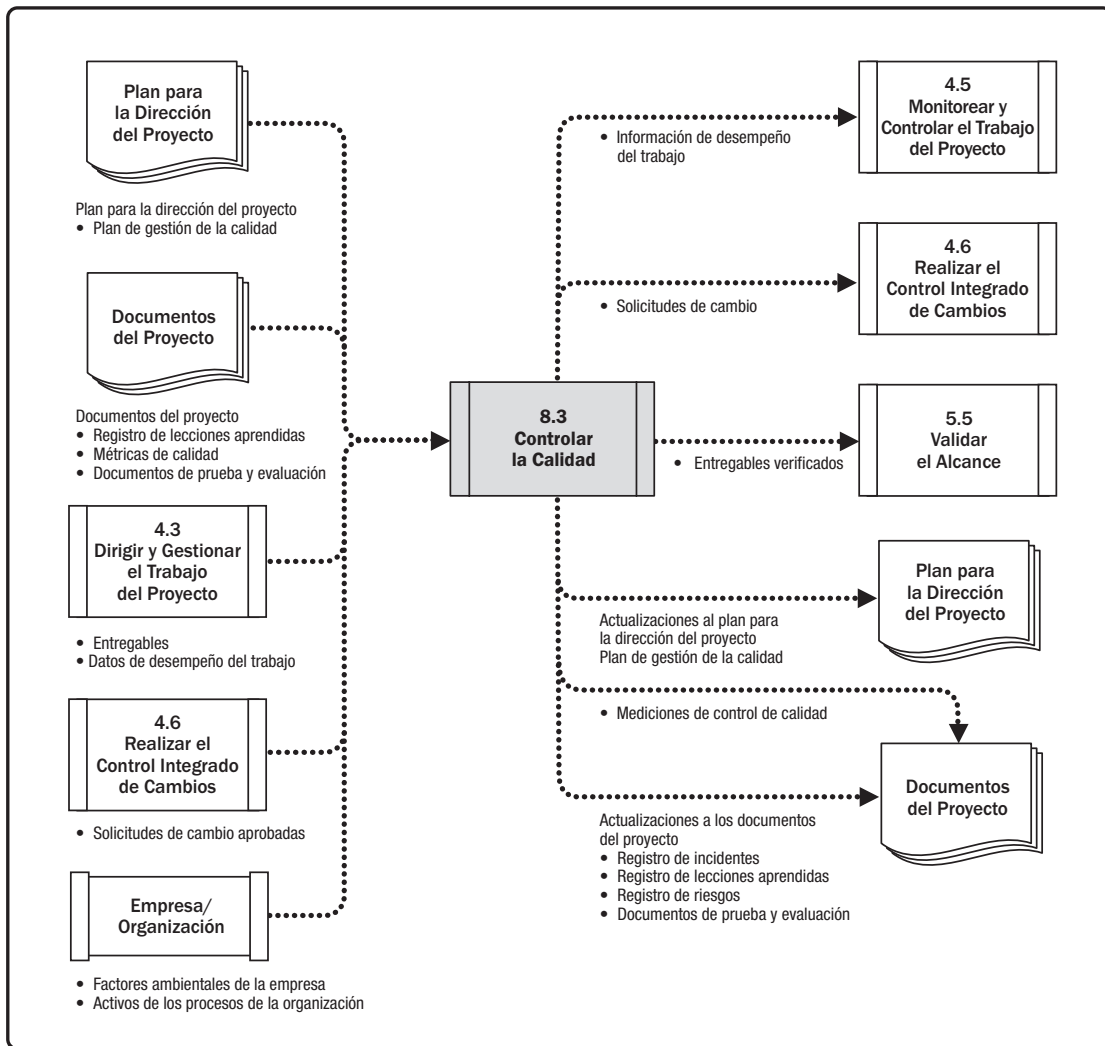 Plan para
la Dirección
del Proyecto
Plan para la dirección del proyecto
• Plan de gestión de la calidad
Documentos
del Proyecto
Documentos del proyecto
• Registro de lecciones aprendidas
• Métricas de calidad
• Documentos de prueba y evaluación
4.3
Dirigir y Gestionar
el Trabajo
del Proyecto
• Entregables
• Datos de desempeño del trabajo
4.6
Realizar el
Control Integrado
de Cambios
• Solicitudes de cambio aprobadas
Empresa/
Organización
• Factores ambientales de la empresa
• Activos de los procesos de la organización
8.3
Controlar
la Calidad
• Información de desempeño
del trabajo
4.5
Monitorear y
Controlar el Trabajo
del Proyecto
• Solicitudes de cambio
4.6
Realizar el
Control Integrado
de Cambios
• Entregables verificados
5.5
Validar
el Alcance
Actualizaciones al plan para
la dirección del proyecto
Plan de gestión de la calidad
Plan para
la Dirección
del Proyecto
• Mediciones de control de calidad
Documentos
del Proyecto
Actualizaciones a los documentos
del proyecto
• Registro de incidentes
• Registro de lecciones aprendidas
• Registro de riesgos
• Documentos de prueba y evaluación